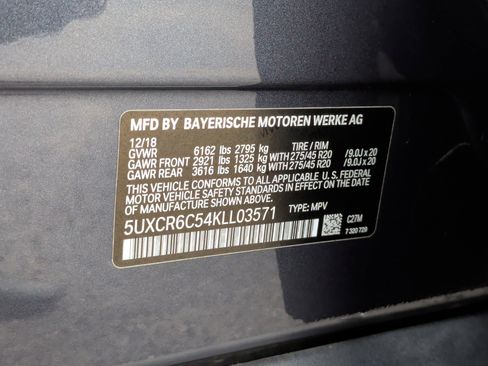 MFD BY BAYERISCHE MOTOREN WERKE AG
12/18 TIRE / RIM
GVWR 6162 lbs 2795 kg
GAWR FRONT 2921 lbs 1325 kg WITH 275/45 R20 / 9.0J x 20
GAWR REAR 3616 lbs 1640 kg WITH 275/45 R20 / 9.0J x 20
THIS VEHICLE CONFORMS TO ALL APPLICABLE U.S. FEDERAL
MOTOR VEHICLE SAFETY STANDARDS IN EFFECT ON THE
DATE OF MANUFACTURE SHOWN ABOVE.
5UXCR6C54KLL03571 TYPE: MPV
C27M
7 320 729